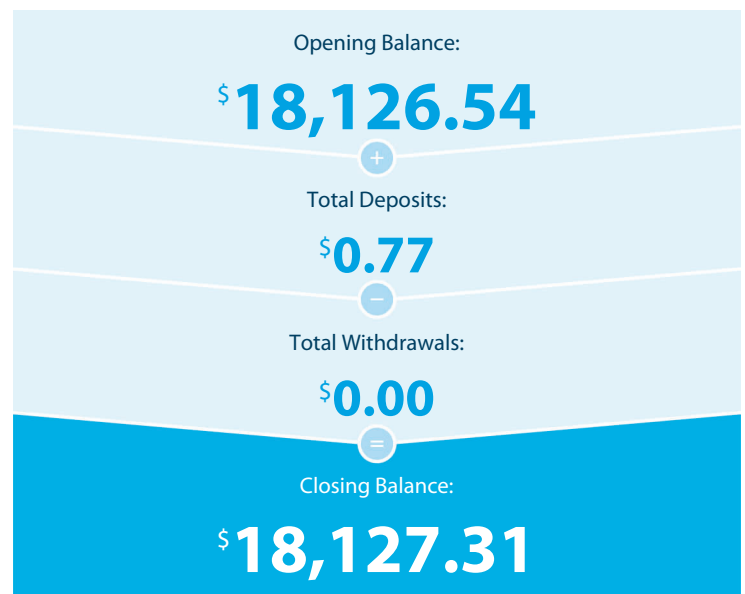 Opening Balance:
$18,126.54
+
Total Deposits:
$0.77
−
Total Withdrawals:
$0.00
=
Closing Balance:
$18,127.31